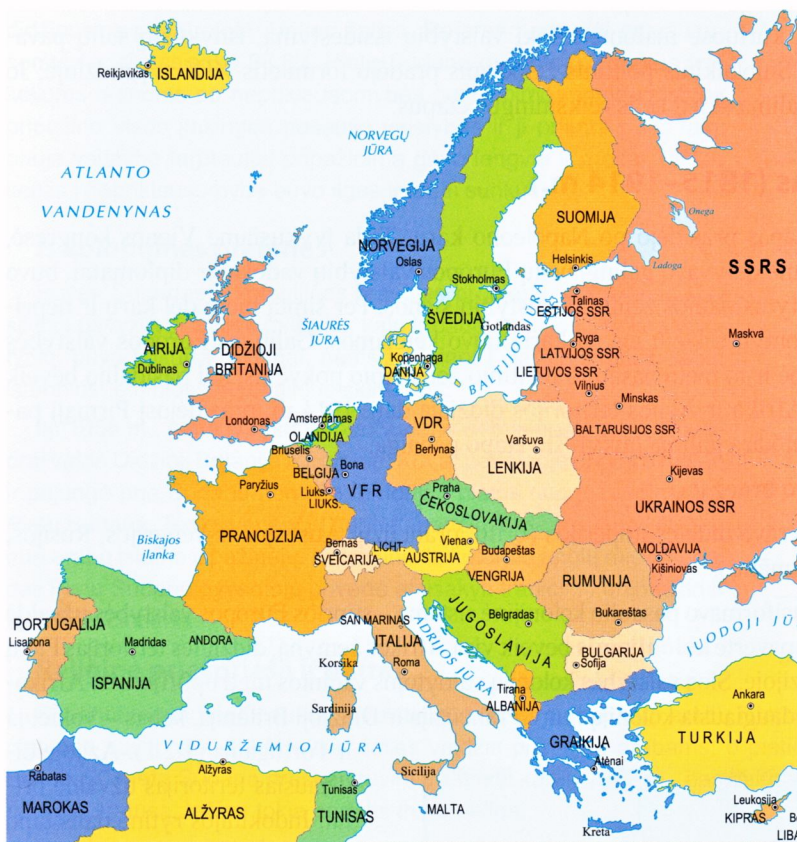 ISLANDIJA
Reikjavikas
NORVEGŲ
JŪRA
ATLANTO
VANDENYNAS
Onega
SUOMIJA
NORVEGIJA
Oslas
Ladoga
Helsinkis
SSRS
Stokholmas
Talinas
ESTIJOS SSR
Gotlandas
ŠIAURĖS
JŪRA
ŠVEDIJA
BALTIJOS JŪRA
Maskva
AIRIJA
DIDŽIOJI
BRITANIJA
Ryga
LATVIJOS SSR
Kopenhaga
DANIJA
Dublinas
LIETUVOS SSR
Vilnius
Minskas
Amsterdamas
OLANDIJA
VDR
BALTARUSIJOS SSR
Londonas
Berlynas
Varšuva
Briuselis
BELGIJA
LENKIJA
Bona
VFR
Kijevas
Paryžius
Liuks.
LIUKS.
Praha
ČEKOSLOVAKIJA
UKRAINOS SSR
PRANCŪZIJA
Biskajos
įlanka
Bernas
ŠVEICARIJA
LICHT.
Viena
AUSTRIJA
Budapeštas
VENGRIJA
MOLDAVIJA
Kišiniovas
RUMUNIJA
PORTUGALIJA
Lisabona
Madridas
ANDORA
SAN MARINAS
ITALIJA
Belgradas
JUGOSLAVIJA
Bukareštas
JUODOJI JŪ
BULGARIJA
Sofija
ISPANIJA
Korsika
Roma
ADRIJOS JŪRA
Tirana
ALBANIJA
Ankara
Sardinija
TURKIJA
VIDURŽEMIO JŪRA
GRAIKIJA
Atėnai
Rabatas
Alžyras
Sicilija
MAROKAS
ALŽYRAS
Tunisas
TUNISAS
MALTA
Kreta
Leukosija
KIPRAS
Be
LIBA